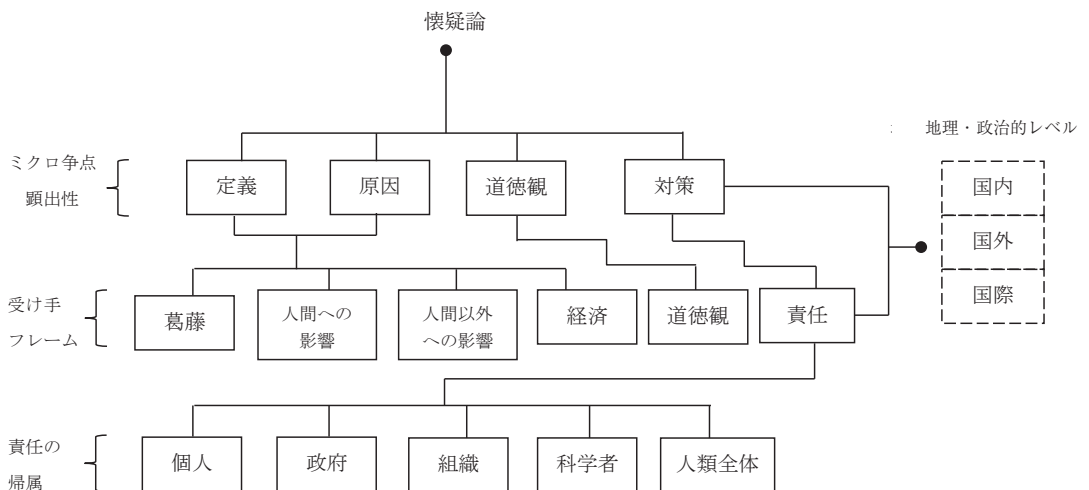 懐疑論
地理・政治的レベル
ミクロ争点
顕出性
定義
原因
道徳観
対策
国内
国外
国際
受け手
フレーム
葛藤
人間への
影響
人間以外
への影響
経済
道徳観
責任
責任の
帰属
個人
政府
組織
科学者
人類全体